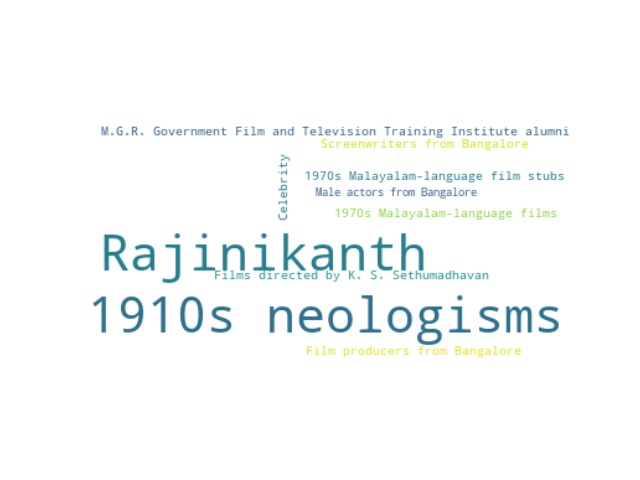 M.G.R. Government Film and Television Training Institute alumni
Screenwriters from Bangalore
Celebrity
1970s Malayalam-language film stubs
Male actors from Bangalore
1970s Malayalam-language films
Rajinikanth
Films directed by K. S. Sethumadhavan
1910s neologisms
Film producers from Bangalore